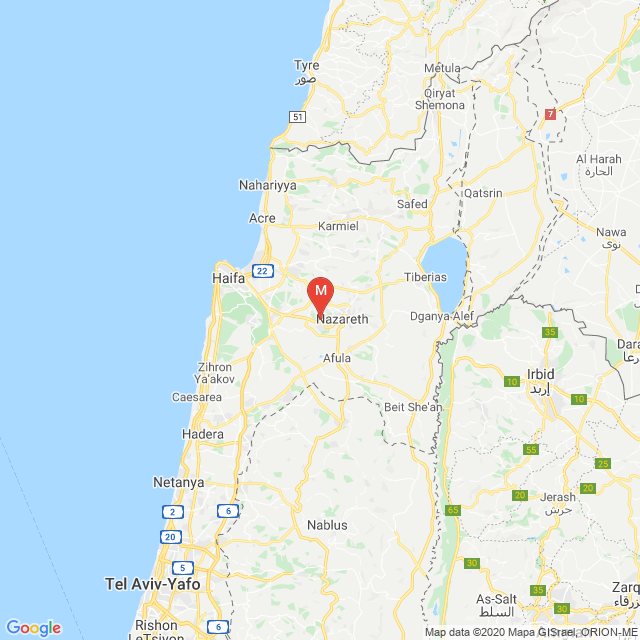 Tyre
صور
Métula
Qiryat
Shemona
7
51
Al Harah
الحارة
Nahariyya
Qatsrin
Safed
Acre
Karmiel
Nawa
نوى
22
Haifa
Tiberias
M
Nazareth
Dganya Alef
35
Dara
Afula
Zihron
Ya'akov
Irbid
إربد
10
10
Caesarea
Beit She'an
Hadera
55
25
Netanya
20
20
Jerash
جرش
2
6
65
20
Nablus
5
30
Tel Aviv-Yafo
35
30
Zarq
As-Salt
السلط
Rishon
LeTsiyon
6
Google
Map data ©2020 Mapa GISrael, ORION-ME